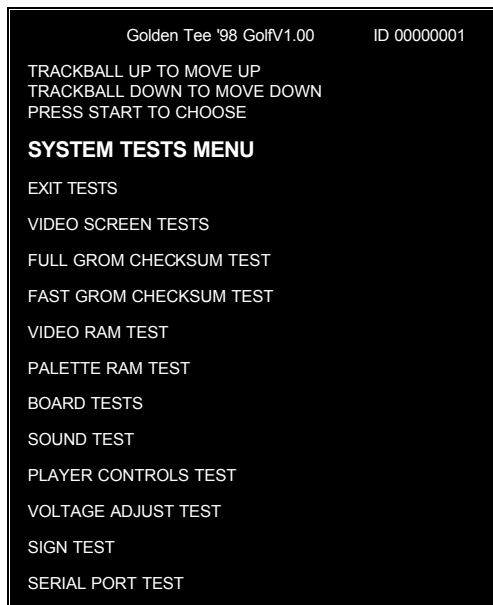 Golden Tee '98 GolfV1.00 ID 00000001
TRACKBALL UP TO MOVE UP
TRACKBALL DOWN TO MOVE DOWN
PRESS START TO CHOOSE
SYSTEM TESTS MENU
EXIT TESTS
VIDEO SCREEN TESTS
FULL GROM CHECKSUM TEST
FAST GROM CHECKSUM TEST
VIDEO RAM TEST
PALETTE RAM TEST
BOARD TESTS
SOUND TEST
PLAYER CONTROLS TEST
VOLTAGE ADJUST TEST
SIGN TEST
SERIAL PORT TEST